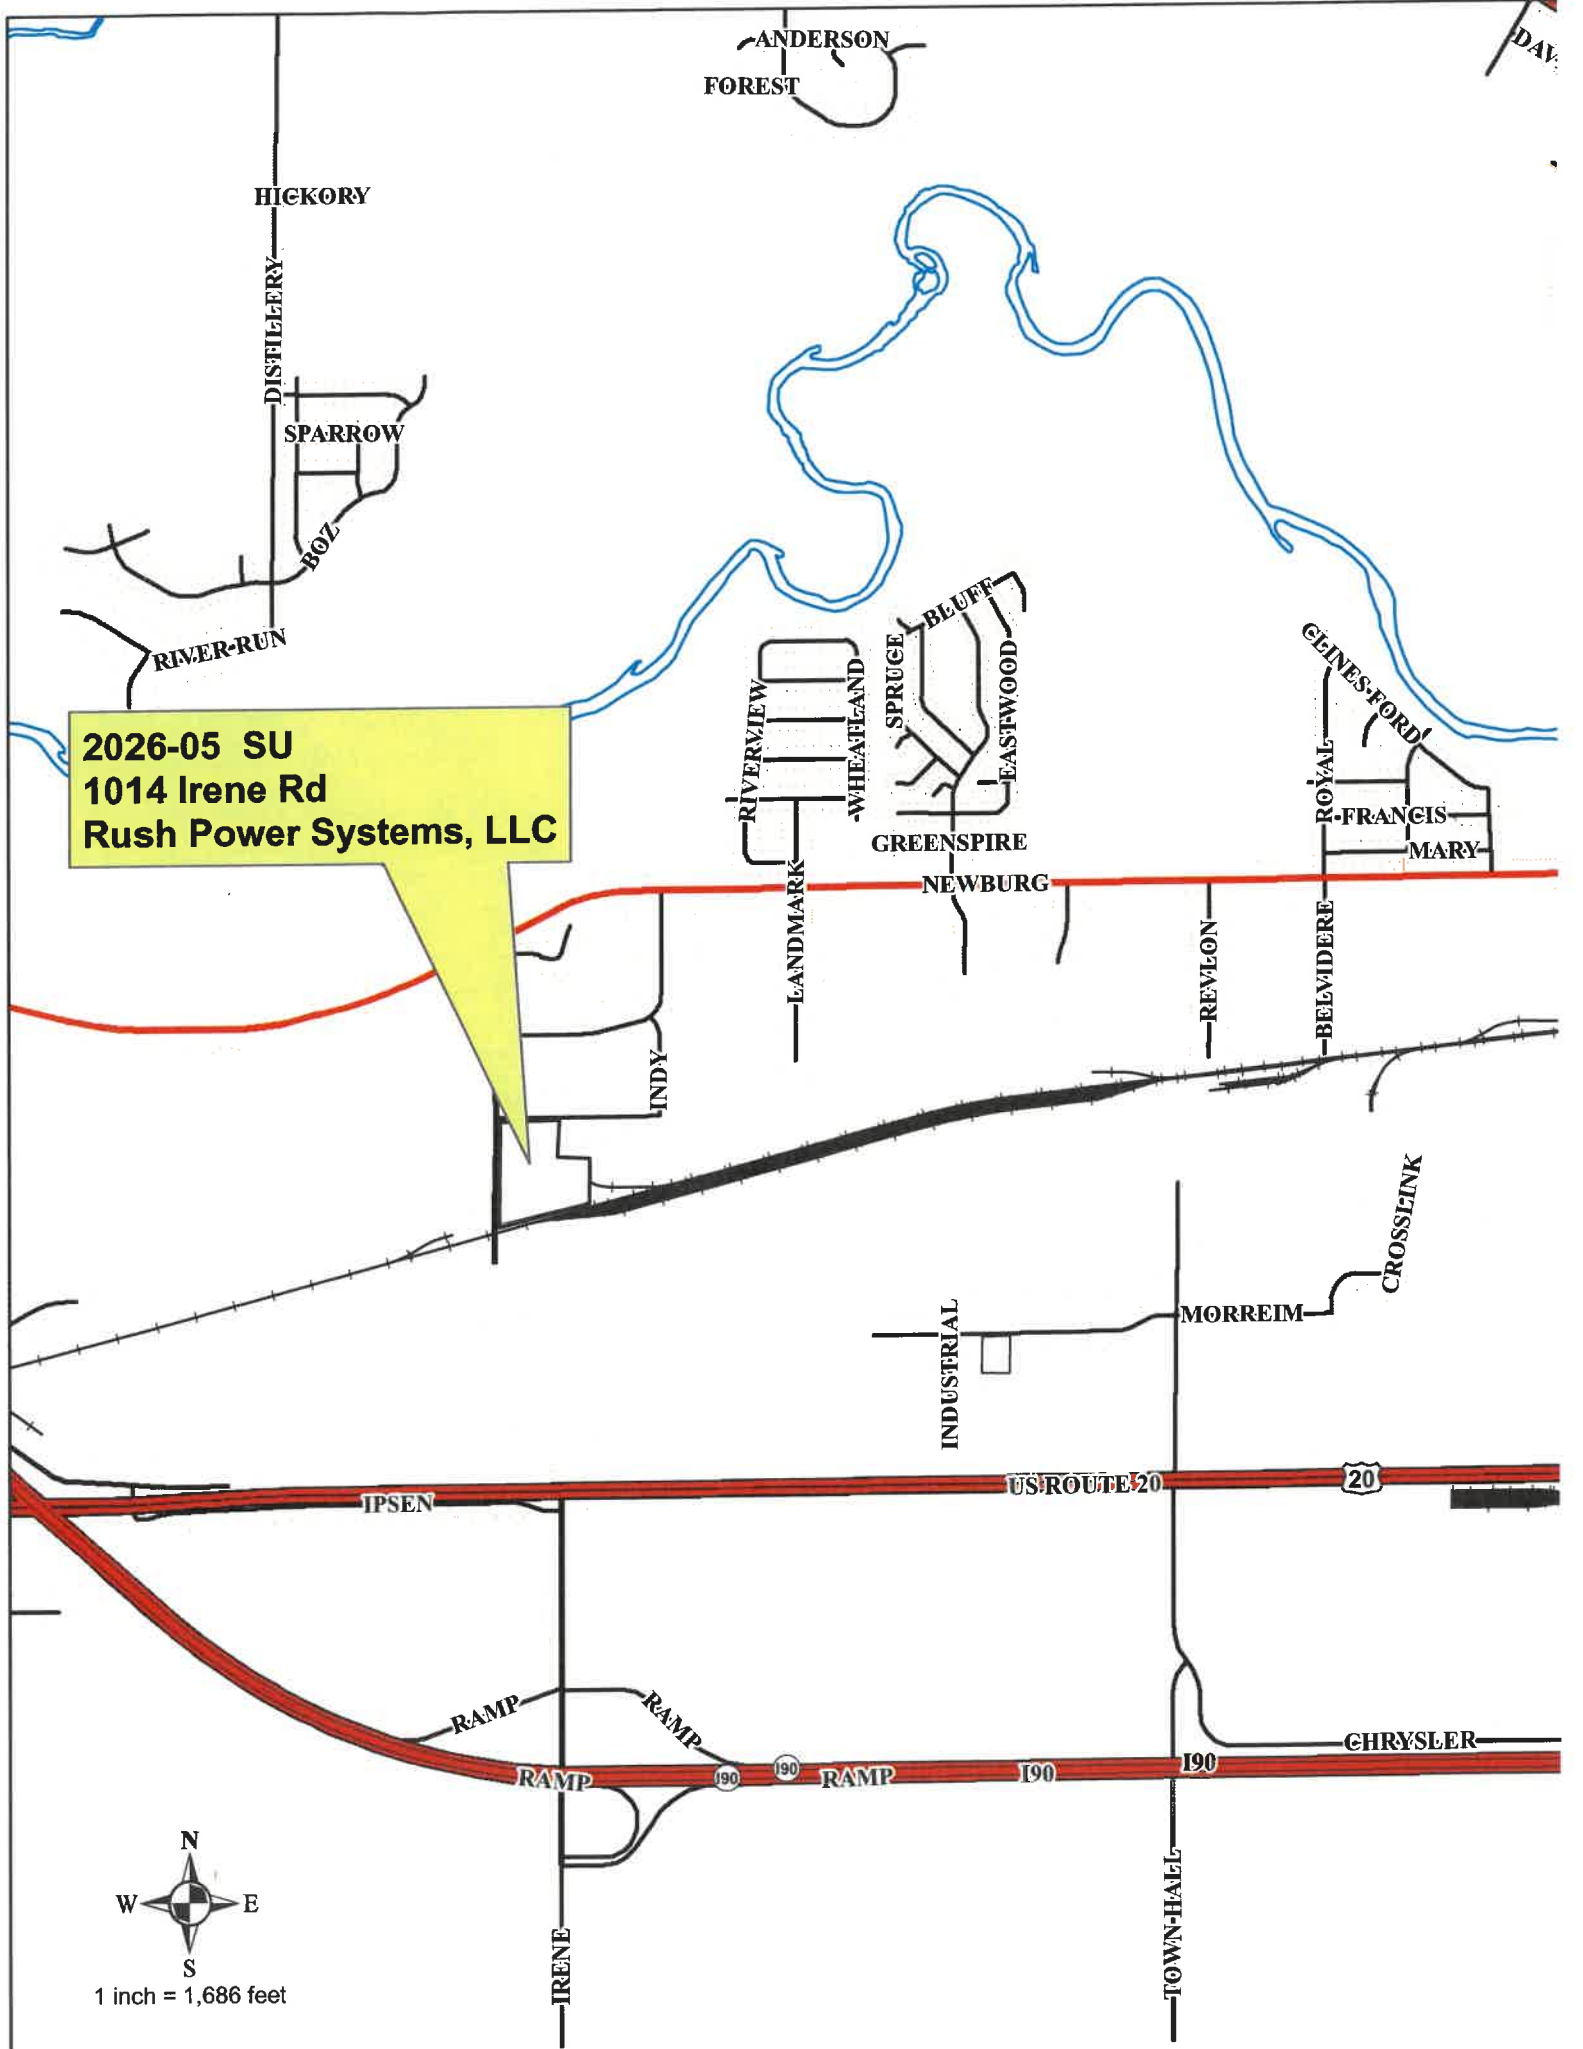 ANDERSON
DAV
FOREST
HICKORY
DISTILLERY
SPARROW
BOZ
RIVER-RUN
BLUFF
SPRUCE
EASTWOOD
CLINES-FORD
RIVERVIEW
WHEATLAND
2026-05 SU
1014 Irene Rd
Rush Power Systems, LLC
ROYAL
FRANCIS
GREENSPIRE
MARY
NEWBURG
LANDMARK
REVLON
BELVIDERE
INDY
CROSSLINK
MORREIM
INDUSTRIAL
US ROUTE 20
20
IPSEN
RAMP
RAMP
CHRYSLER
RAMP
I90
I90
RAMP
I90
I90
N
W E
S
IRENE
TOWN-HALL
1 inch = 1,686 feet